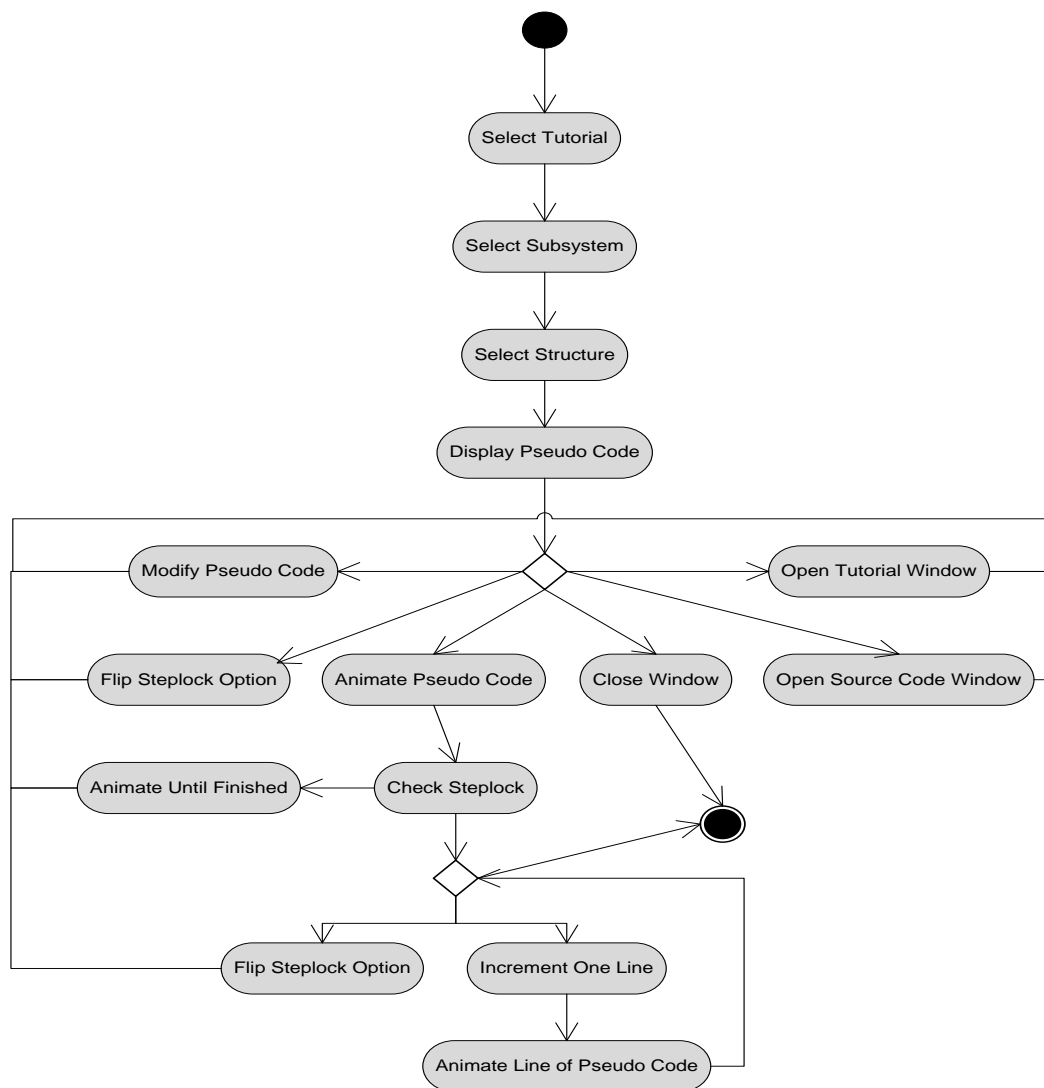 Select Tutorial
Select Subsystem
Select Structure
Display Pseudo Code
Modify Pseudo Code
Open Tutorial Window
Flip Steplock Option
Animate Pseudo Code
Close Window
Open Source Code Window
Animate Until Finished
Check Steplock
Flip Steplock Option
Increment One Line
Animate Line of Pseudo Code